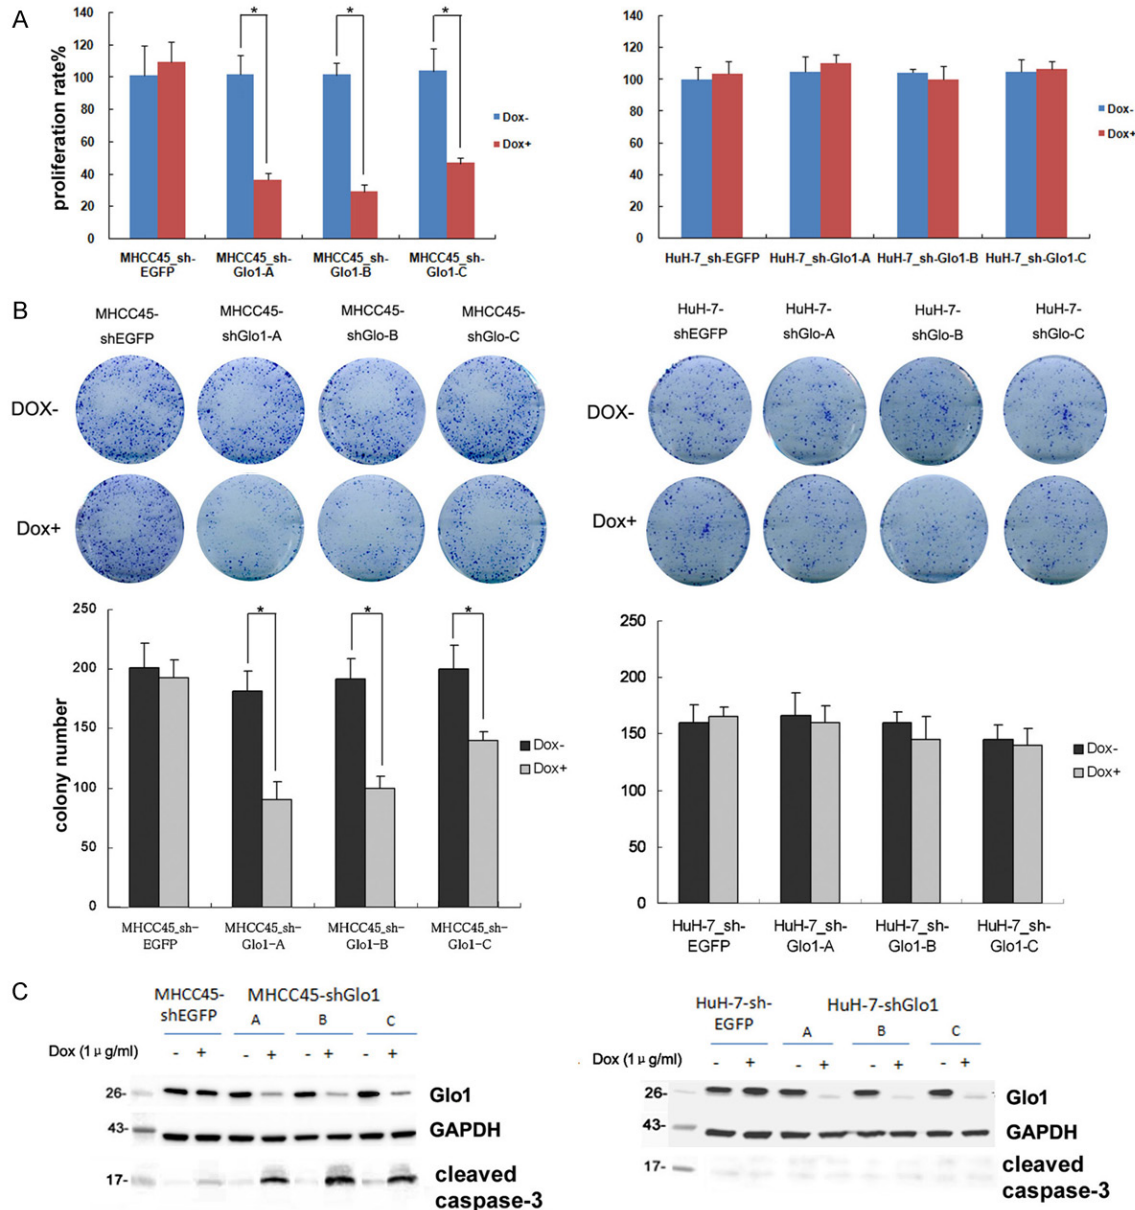 A
proliferation rate%
140
120
100
80
60
40
20
0
*
*
*
Dox-
Dox+
MHCC45_sh-
EGFP
MHCC45_sh-
Glo1-A
MHCC45_sh-
Glo1-B
MHCC45_sh-
Glo1-C
140
120
100
80
60
40
20
0
Dox-
Dox+
HuH-7_sh-EGFP
HuH-7_sh-Glo1-A
HuH-7_sh-Glo1-B
HuH-7_sh-Glo1-C
B
MHCC45-
shEGFP
MHCC45-
shGlo1-A
MHCC45-
shGlo-B
MHCC45-
shGlo-C
DOX-
Dox+
HuH-7-
shEGFP
HuH-7-
shGlo-A
HuH-7-
shGlo-B
HuH-7-
shGlo-C
DOX-
Dox+
colony number
250
200
150
100
50
0
*
*
*
Dox-
Dox+
MHCC45_sh-
EGFP
MHCC45_sh-
Glo1-A
MHCC45_sh-
Glo1-B
MHCC45_sh-
Glo1-C
250
200
150
100
50
0
Dox-
Dox+
HuH-7_sh-
EGFP
HuH-7_sh-
Glo1-A
HuH-7_sh-
Glo1-B
HuH-7_sh-
Glo1-C
C
MHCC45-
shEGFP
MHCC45-shGlo1
A B C
Dox (1 μg/ml) - + - + - + - +
26- Glo1
43- GAPDH
17- cleaved
caspase-3
HuH-7-sh-
EGFP
HuH-7-shGlo1
A B C
Dox (1 μg/ml) - + - + - + - +
26- Glo1
43- GAPDH
17- cleaved
caspase-3